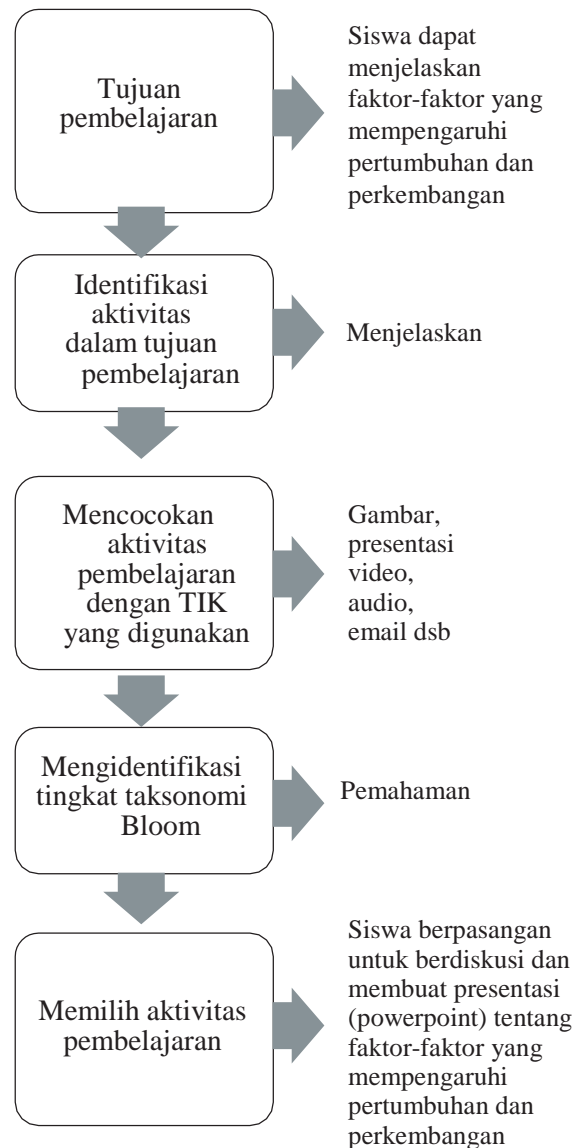 Tujuan
pembelajaran
Siswa dapat
menjelaskan
faktor-faktor yang
mempengaruhi
pertumbuhan dan
perkembangan
Identifikasi
aktivitas
dalam tujuan
pembelajaran
Menjelaskan
Mencocokan
aktivitas
pembelajaran
dengan TIK
yang digunakan
Gambar,
presentasi
video,
audio,
email dsb
Mengidentifikasi
tingkat taksonomi
Bloom
Pemahaman
Memilih aktivitas
pembelajaran
Siswa berpasangan
untuk berdiskusi dan
membuat presentasi
(powerpoint) tentang
faktor-faktor yang
mempengaruhi
pertumbuhan dan
perkembangan